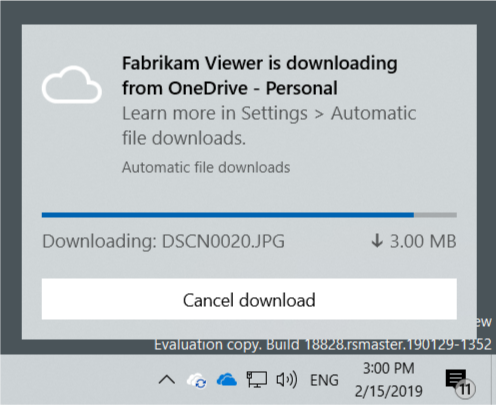 Fabrikam Viewer is downloading
from OneDrive - Personal
Learn more in Settings > Automatic
file downloads.
Automatic file downloads
Downloading: DSCN0020.JPG 3.00 MB
Cancel download
Evaluation copy. Build 18828.rsmaster.190129-1352
ENG
3:00 PM
2/15/2019
11